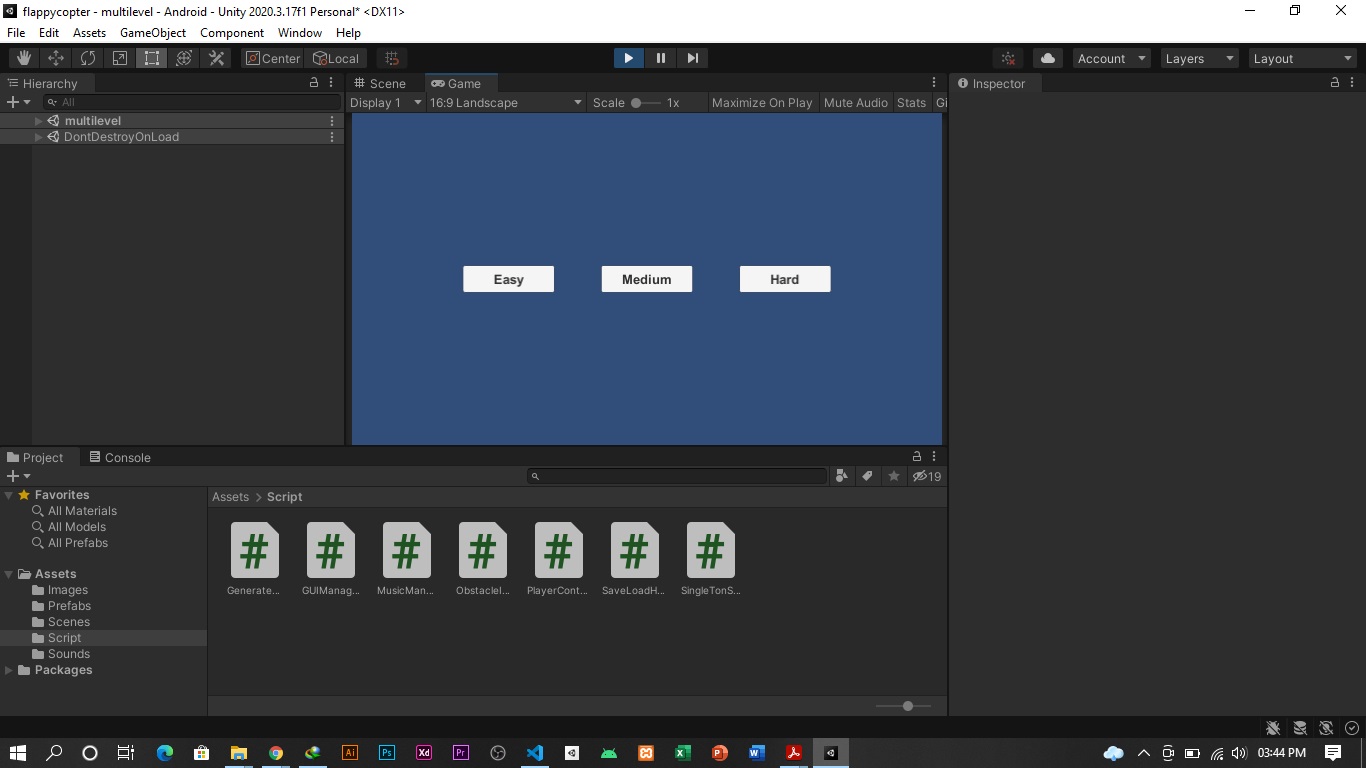 flappycopter - multilevel - Android - Unity 2020.3.17f1 Personal* <DX11>
File Edit Assets GameObject Component Window Help
Center Local Account Layers Layout
Hierarchy Scene Game Inspector
All Display 1 16:9 Landscape Scale 1x Maximize On Play Mute Audio Stats Gi
multilevel
DontDestroyOnLoad
Easy Medium Hard
Project Console
19
Favorites Assets > Script
All Materials
All Models
All Prefabs
Assets
Images Generate... GUIManag... MusicMan... ObstacleI... PlayerCont... SaveLoadH... SingleTonS...
Prefabs
Scenes
Script
Sounds
Packages
Ai Ps Xd Pr 03:44 PM